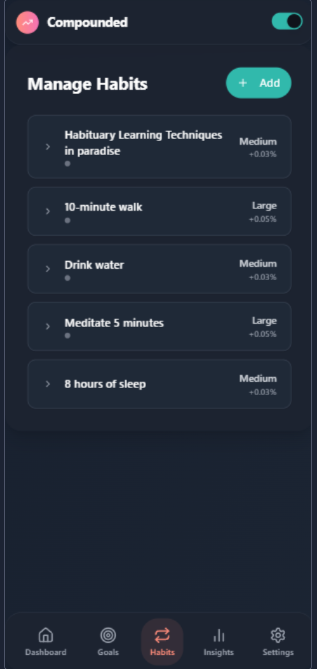 Compounded
Manage Habits
+ Add
Habituary Learning Techniques
in paradise
Medium
+0.03%
10-minute walk
Large
+0.05%
Drink water
Medium
+0.03%
Meditate 5 minutes
Large
+0.05%
8 hours of sleep
Medium
+0.03%
Dashboard
Goals
Habits
Insights
Settings